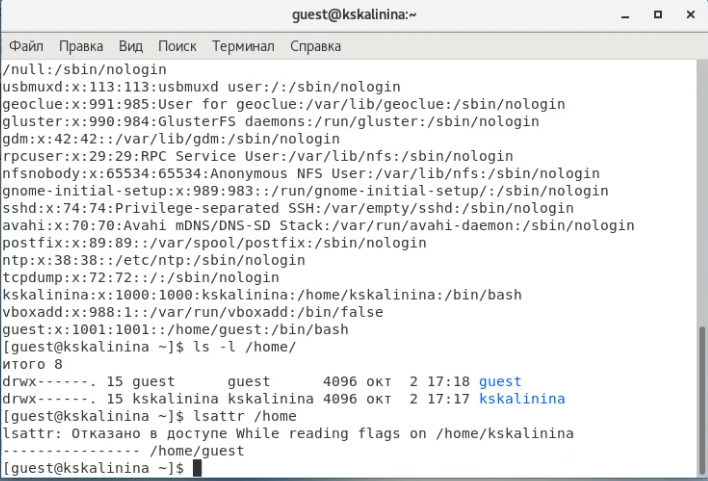 guest@kskalinina:~
Файл Правка Вид Поиск Терминал Справка
/null:/sbin/nologin
usbmuxd:x:113:113:usbmuxd user:/:/sbin/nologin
geoclue:x:991:985:User for geoclue:/var/lib/geoclue:/sbin/nologin
gluster:x:990:984:GlusterFS daemons:/run/gluster:/sbin/nologin
gdm:x:42:42::/var/lib/gdm:/sbin/nologin
rpcuser:x:29:29:RPC Service User:/var/lib/nfs:/sbin/nologin
nfsnobody:x:65534:65534:Anonymous NFS User:/var/lib/nfs:/sbin/nologin
gnome-initial-setup:x:989:983::/run/gnome-initial-setup/:/sbin/nologin
sshd:x:74:74:Privilege-separated SSH:/var/empty/sshd:/sbin/nologin
avahi:x:70:70:Avahi mDNS/DNS-SD Stack:/var/run/avahi-daemon:/sbin/nologin
postfix:x:89:89::/var/spool/postfix:/sbin/nologin
ntp:x:38:38::/etc/ntp:/sbin/nologin
tcpdump:x:72:72::/:/sbin/nologin
kskalinina:x:1000:1000:kskalinina:/home/kskalinina:/bin/bash
vboxadd:x:988:1::/var/run/vboxadd:/bin/false
guest:x:1001:1001::/home/guest:/bin/bash
[guest@kskalinina ~]$ ls -l /home/
итого 8
drwx------. 15 guest      guest      4096 окт  2 17:18 guest
drwx------. 15 kskalinina kskalinina 4096 окт  2 17:17 kskalinina
[guest@kskalinina ~]$ lsattr /home
lsattr: Отказано в доступе While reading flags on /home/kskalinina
---------------- /home/guest
[guest@kskalinina ~]$